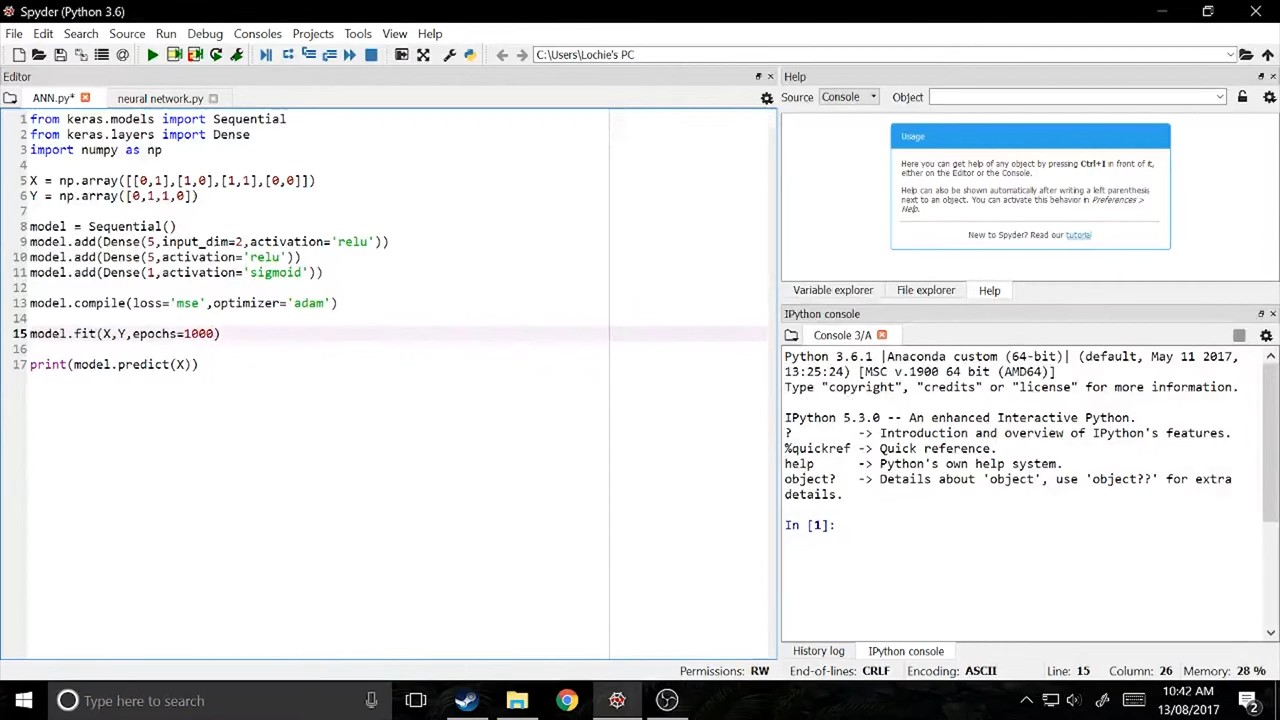 Spyder (Python 3.6)
File Edit Search Source Run Debug Consoles Projects Tools View Help
C:\Users\Lochie's PC
Editor
ANN.py* neural network.py
1 from keras.models import Sequential
2 from keras.layers import Dense
3 import numpy as np
4
5 X = np.array([[0,1],[1,0],[1,1],[0,0]])
6 Y = np.array([0,1,1,0])
7
8 model = Sequential()
9 model.add(Dense(5,input_dim=2,activation='relu'))
10 model.add(Dense(5,activation='relu'))
11 model.add(Dense(1,activation='sigmoid'))
12
13 model.compile(loss='mse',optimizer='adam')
14
15 model.fit(X,Y,epochs=1000)
16
17 print(model.predict(X))
Help
Source Console Object
Usage
Here you can get help of any object by pressing Ctrl+I in front of it,
either on the Editor or the Console.
Help can also be shown automatically after writing a left parenthesis
next to an object. You can activate this behavior in Preferences >
Help.
New to Spyder? Read our tutorial
Variable explorer File explorer Help
IPython console
Console 3/A
Python 3.6.1 |Anaconda custom (64-bit)| (default, May 11 2017,
13:25:24) [MSC v.1900 64 bit (AMD64)]
Type "copyright", "credits" or "license" for more information.
IPython 5.3.0 -- An enhanced Interactive Python.
? -> Introduction and overview of IPython's features.
%quickref -> Quick reference.
help -> Python's own help system.
object? -> Details about 'object', use 'object??' for extra
details.
In [1]:
History log IPython console
Permissions: RW End-of-lines: CRLF Encoding: ASCII Line: 15 Column: 26 Memory: 28 %
Type here to search
10:42 AM
13/08/2017
2